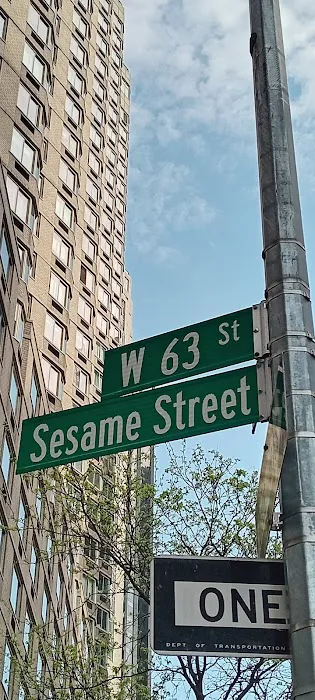 W 63 St
Sesame Street
ONE
DEPT OF TRANSPORTATION